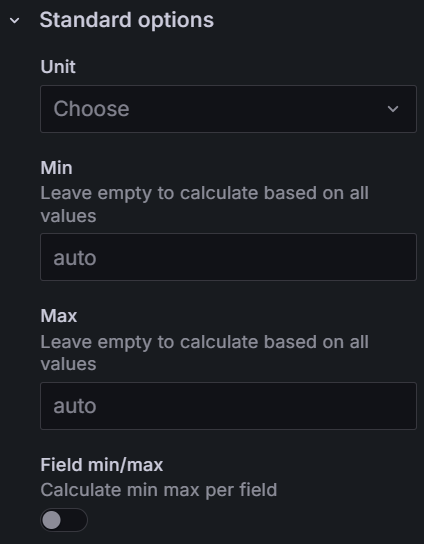 Standard options
Unit
Choose
Min
Leave empty to calculate based on all
values
auto
Max
Leave empty to calculate based on all
values
auto
Field min/max
Calculate min max per field